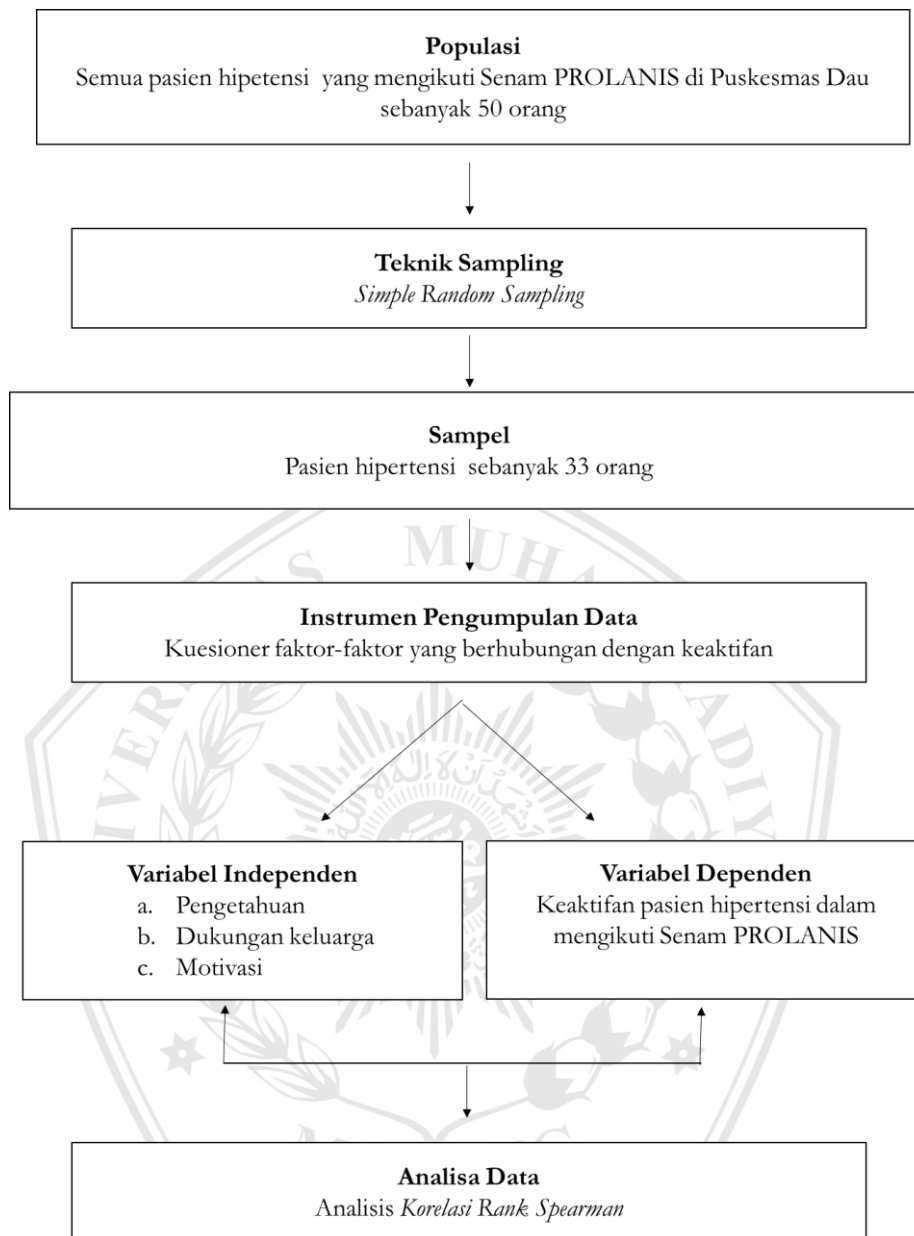 Populasi
Semua pasien hipetensi yang mengikuti Senam PROLANIS di Puskesmas Dau
sebanyak 50 orang
Teknik Sampling
Simple Random Sampling
Sampel
Pasien hipertensi sebanyak 33 orang
Instrumen Pengumpulan Data
Kuesioner faktor-faktor yang berhubungan dengan keaktifan
Variabel Independen
a. Pengetahuan
b. Dukungan keluarga
c. Motivasi
Variabel Dependen
Keaktifan pasien hipertensi dalam
mengikuti Senam PROLANIS
Analisa Data
Analisis Korelasi Rank Spearman